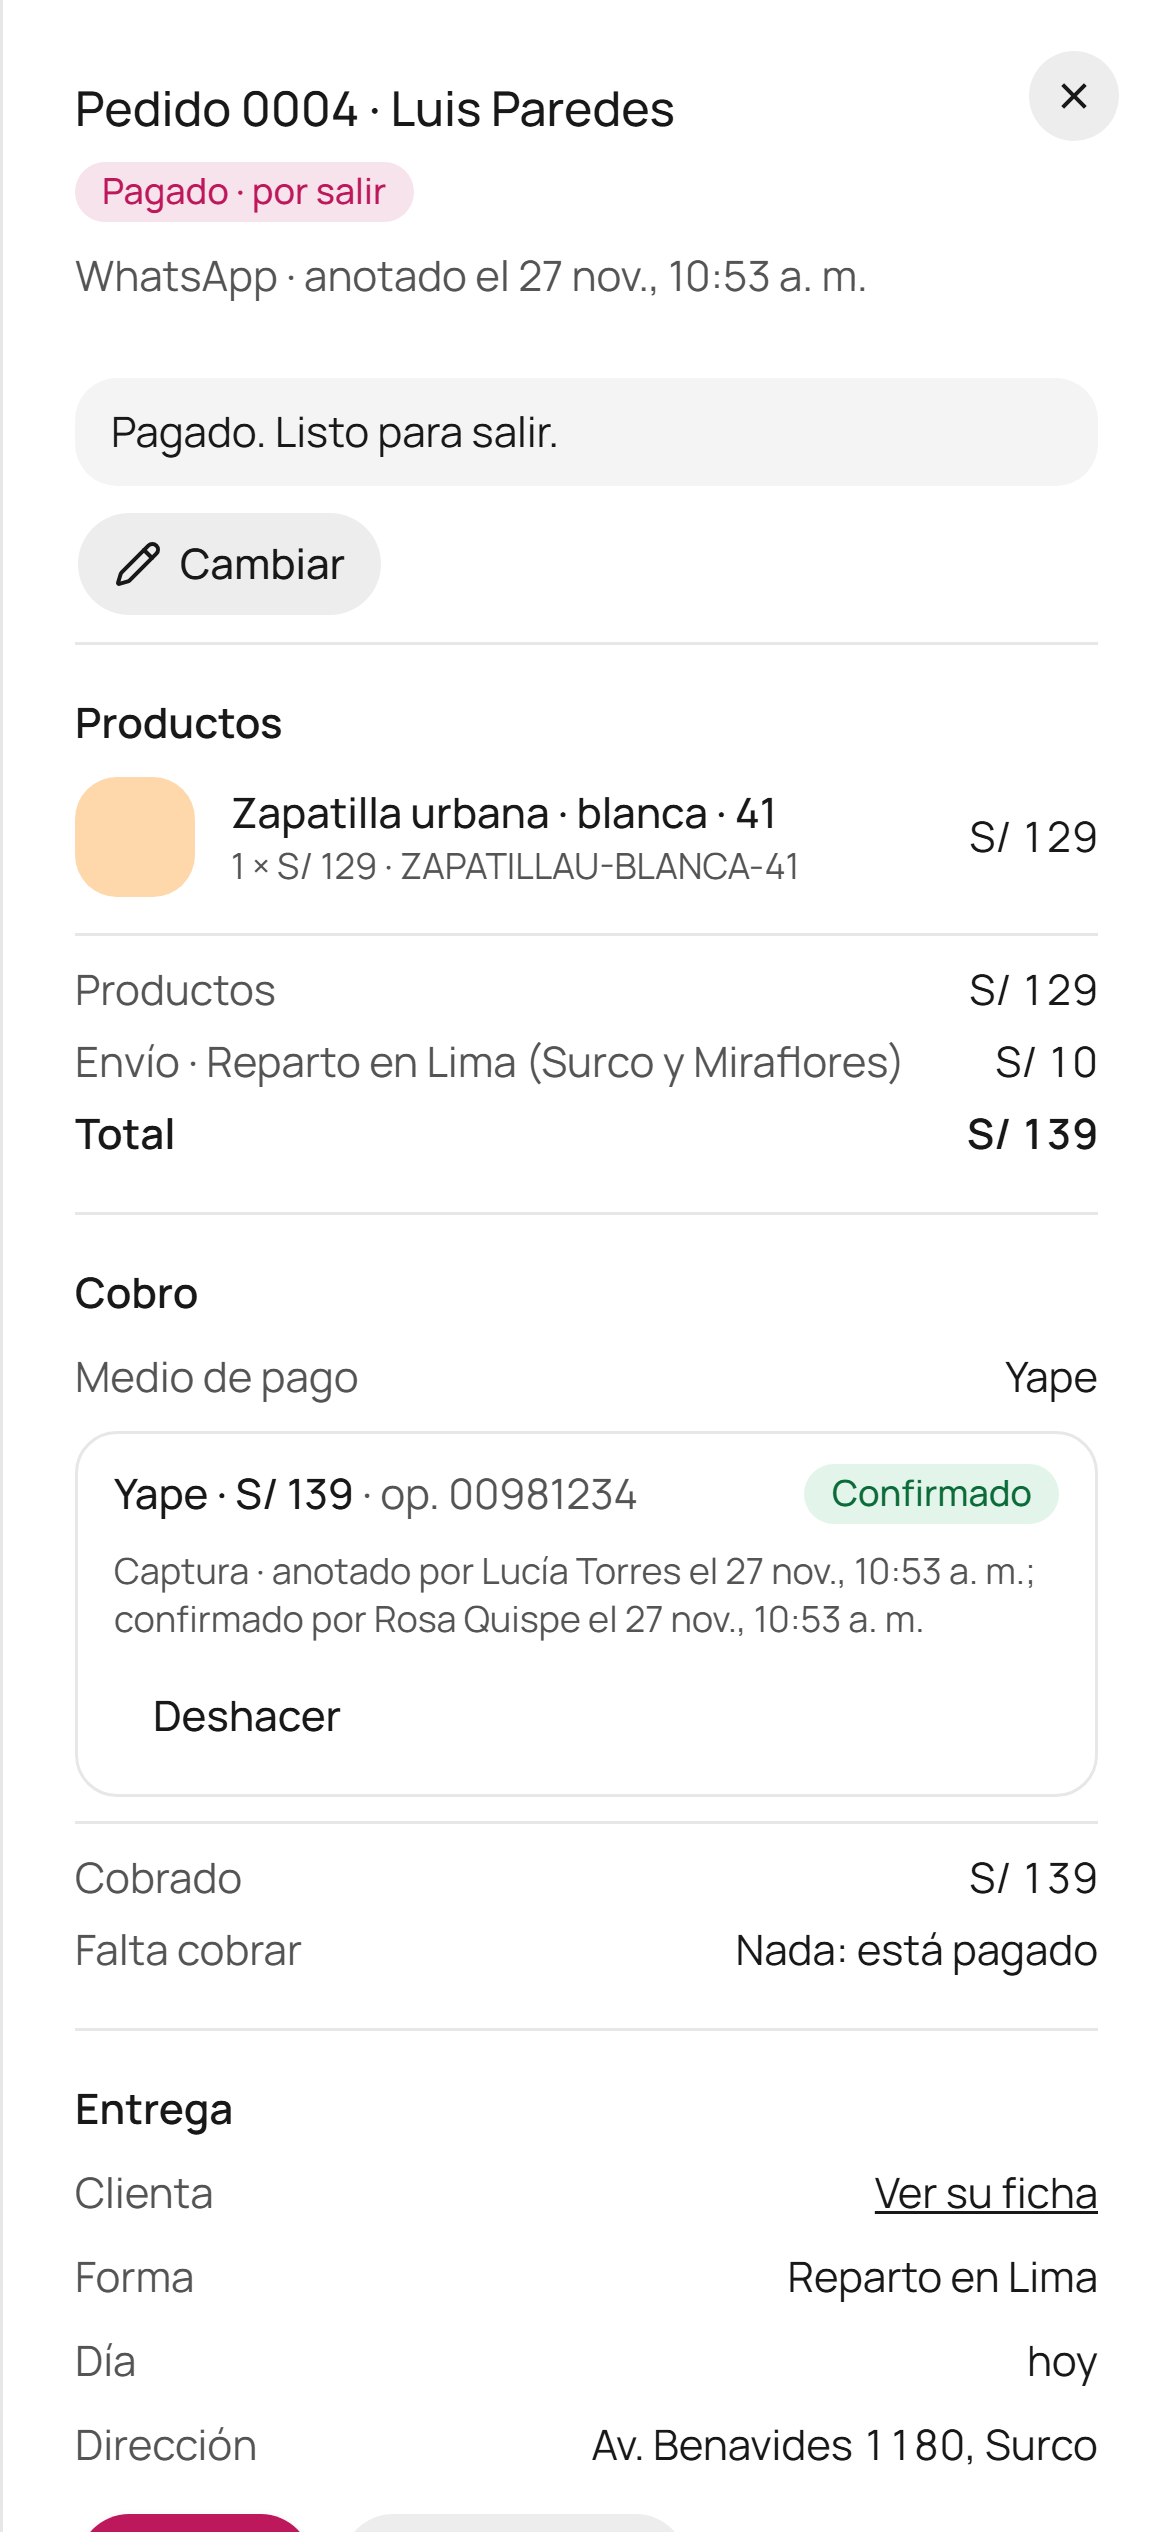 Pedido 0004 · Luis Paredes
Pagado · por salir
WhatsApp · anotado el 27 nov., 10:53 a. m.
Pagado. Listo para salir.
Cambiar
Productos
Zapatilla urbana · blanca · 41
1 × S/ 129 · ZAPATILLAU-BLANCA-41
S/ 129
Productos S/ 129
Envío · Reparto en Lima (Surco y Miraflores) S/ 10
Total S/ 139
Cobro
Medio de pago Yape
Yape · S/ 139 · op. 00981234 Confirmado
Captura · anotado por Lucía Torres el 27 nov., 10:53 a. m.;
confirmado por Rosa Quispe el 27 nov., 10:53 a. m.
Deshacer
Cobrado S/ 139
Falta cobrar Nada: está pagado
Entrega
Clienta Ver su ficha
Forma Reparto en Lima
Día hoy
Dirección Av. Benavides 1180, Surco